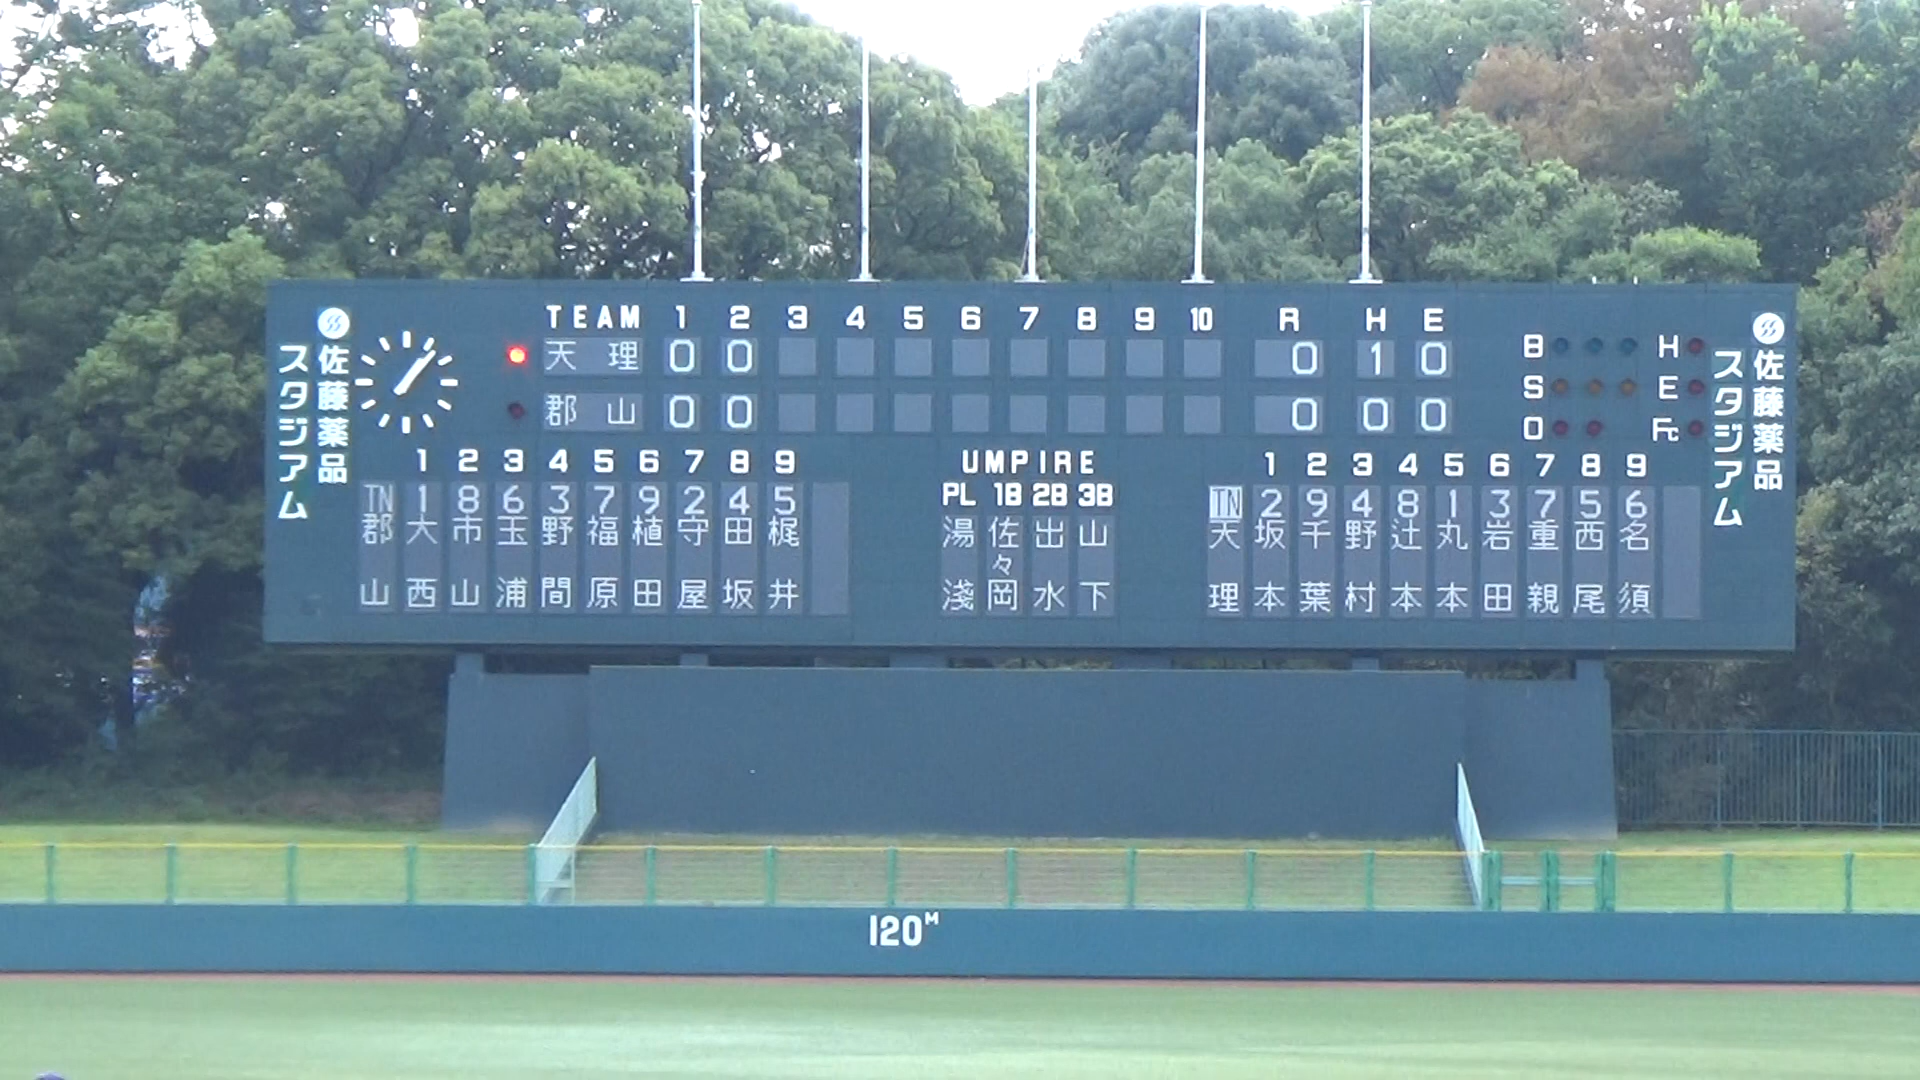 佐藤薬品
スタジアム
TEAM 1 2 3 4 5 6 7 8 9 10 R H E
天理 0 0 0 1 0
郡山 0 0 0 0 0
B H
S E
O Fc
佐藤薬品
スタジアム
1 2 3 4 5 6 7 8 9
TN 1 8 6 3 7 9 2 4 5
郡山 大西 市山 玉浦 野間 福原 植田 守屋 田坂 梶井
UMPIRE
PL 1B 2B 3B
湯淺 佐々岡 出水 山下
1 2 3 4 5 6 7 8 9
TN 2 9 4 8 1 3 7 5 6
天理 坂本 千葉 野村 辻本 丸本 岩田 重親 西尾 名須
120M